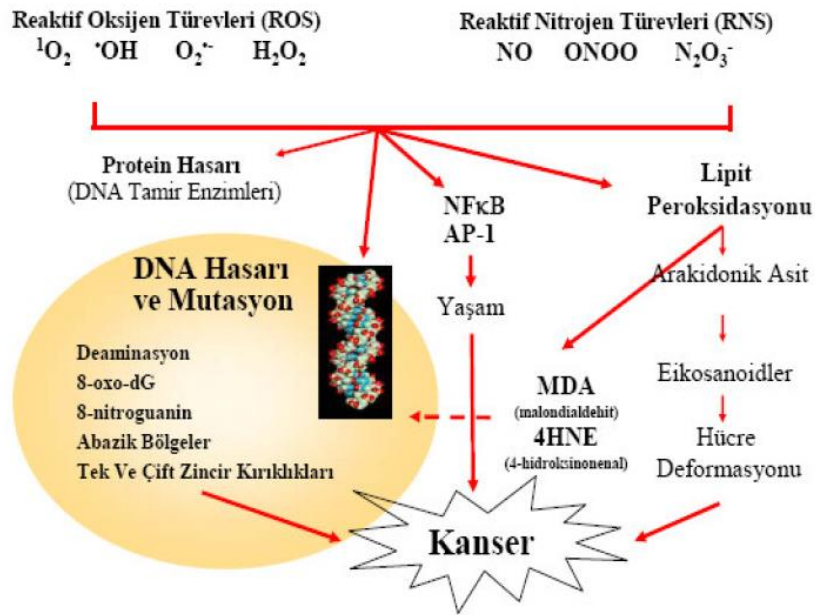 Reaktif Oksijen Türevleri (ROS)
¹O₂ •OH O₂•- H₂O₂
Reaktif Nitrojen Türevleri (RNS)
NO ONOO N₂O₃⁻
Protein Hasarı
(DNA Tamir Enzimleri)
NFκB
AP-1
Yaşam
Lipit
Peroksidasyonu
Arakidonik Asit
Eikosanoidler
Hücre
Deformasyonu
MDA
(malondialdehit)
4HNE
(4-hidroksinonenal)
DNA Hasarı
ve Mutasyon
Deaminasyon
8-oxo-dG
8-nitroguanin
Abazik Bölgeler
Tek Ve Çift Zincir Kırıklıkları
Kanser